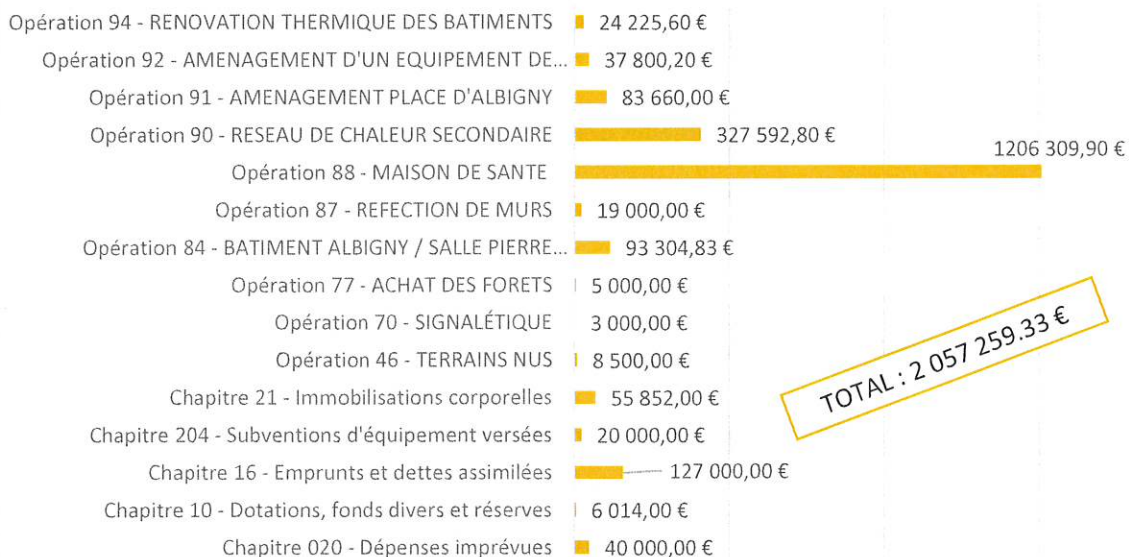 Opération 94 - RENOVATION THERMIQUE DES BATIMENTS 24 225,60 €
Opération 92 - AMENAGEMENT D'UN EQUIPEMENT DE... 37 800,20 €
Opération 91 - AMENAGEMENT PLACE D'ALBIGNY 83 660,00 €
Opération 90 - RESEAU DE CHALEUR SECONDAIRE 327 592,80 €
Opération 88 - MAISON DE SANTE 1206 309,90 €
Opération 87 - REFECTION DE MURS 19 000,00 €
Opération 84 - BATIMENT ALBIGNY / SALLE PIERRE... 93 304,83 €
Opération 77 - ACHAT DES FORETS 5 000,00 €
Opération 70 - SIGNALÉTIQUE 3 000,00 €
Opération 46 - TERRAINS NUS 8 500,00 €
Chapitre 21 - Immobilisations corporelles 55 852,00 €
Chapitre 204 - Subventions d'équipement versées 20 000,00 €
Chapitre 16 - Emprunts et dettes assimilées 127 000,00 €
Chapitre 10 - Dotations, fonds divers et réserves 6 014,00 €
Chapitre 020 - Dépenses imprévues 40 000,00 €
TOTAL : 2 057 259.33 €